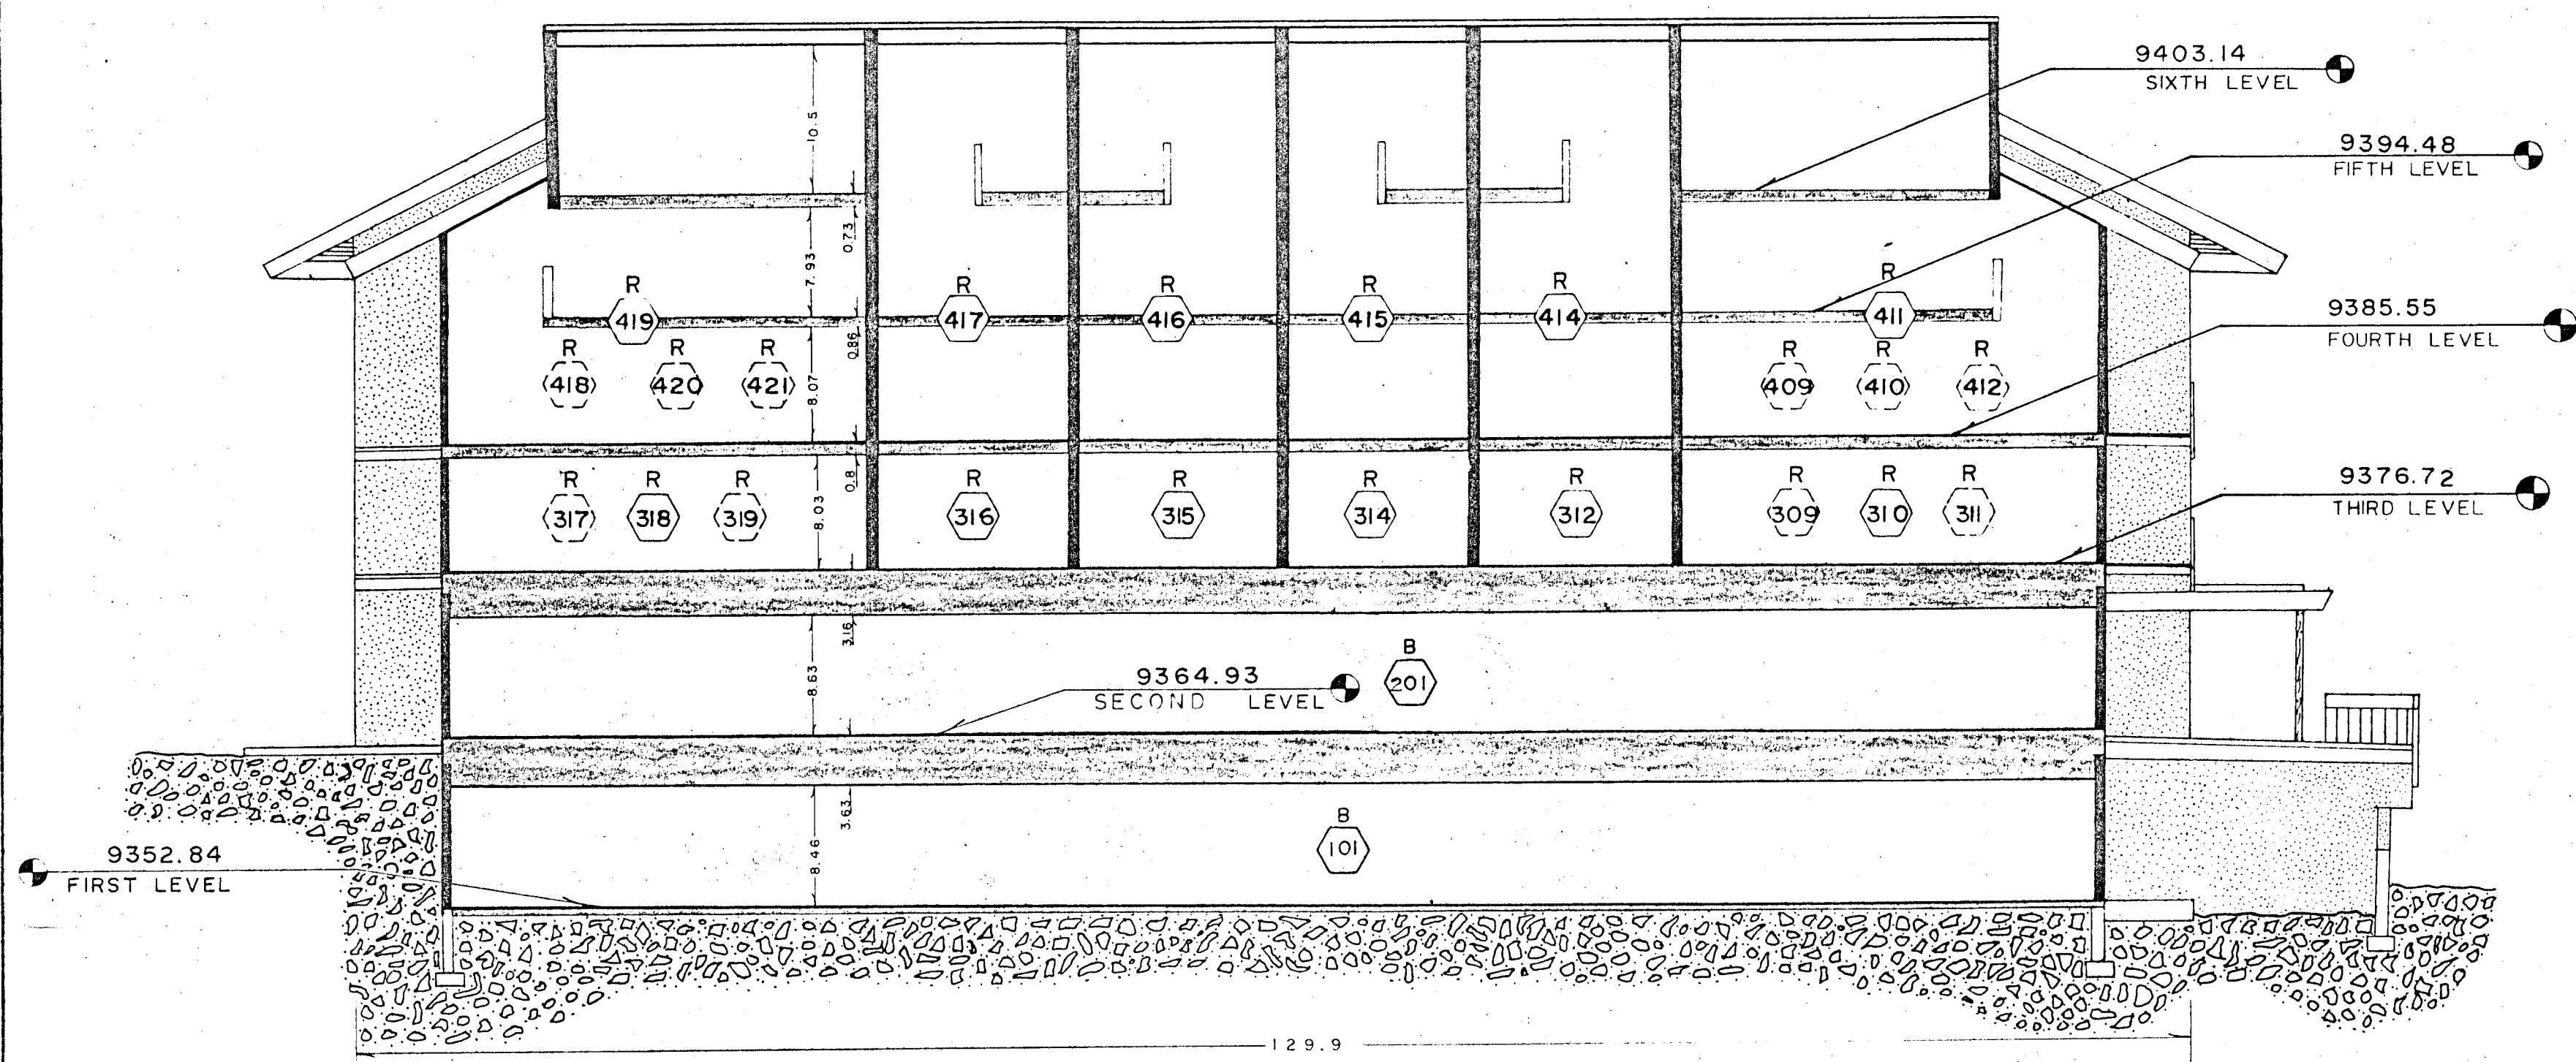 9403.14
SIXTH LEVEL
10.5
9394.48
FIFTH LEVEL
0.73
7.93
R R R R R R
419 417 416 415 414 411
9385.55
FOURTH LEVEL
0.86
R R R R R R
418 420 421 409 410 412
8.07
9376.72
THIRD LEVEL
0.8
R R R R R R R R R R
317 318 319 316 315 314 312 309 310 311
8.03
3.16
B
201
8.63
9364.93
SECOND LEVEL
3.63
B
101
8.46
9352.84
FIRST LEVEL
129.9